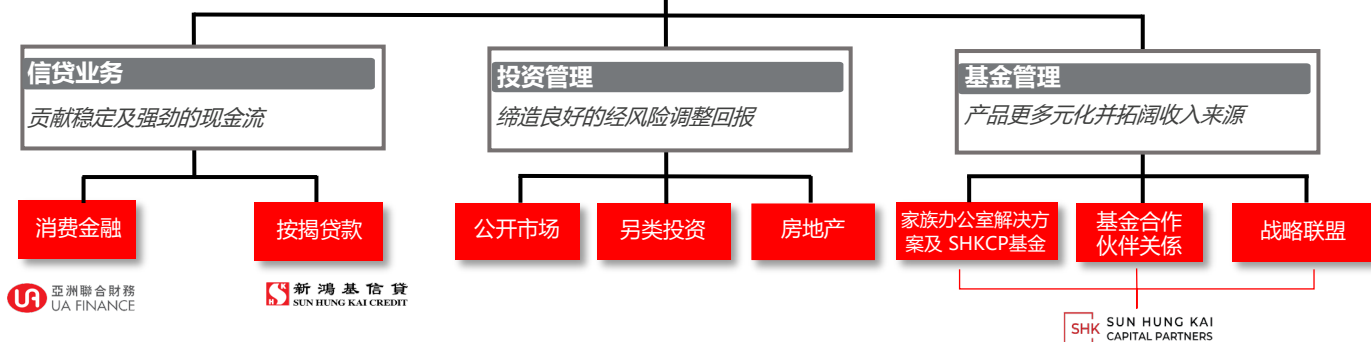 信贷业务
贡献稳定及强劲的现金流
投资管理
缔造良好的经风险调整回报
基金管理
产品更多元化并拓阔收入来源
消费金融
按揭贷款
公开市场
另类投资
房地产
家族办公室解决方
案及 SHKCP基金
基金合作
伙伴关係
战略联盟
UA 亞洲聯合財務
UA FINANCE
新鴻基信貸
SUN HUNG KAI CREDIT
SHK SUN HUNG KAI
CAPITAL PARTNERS